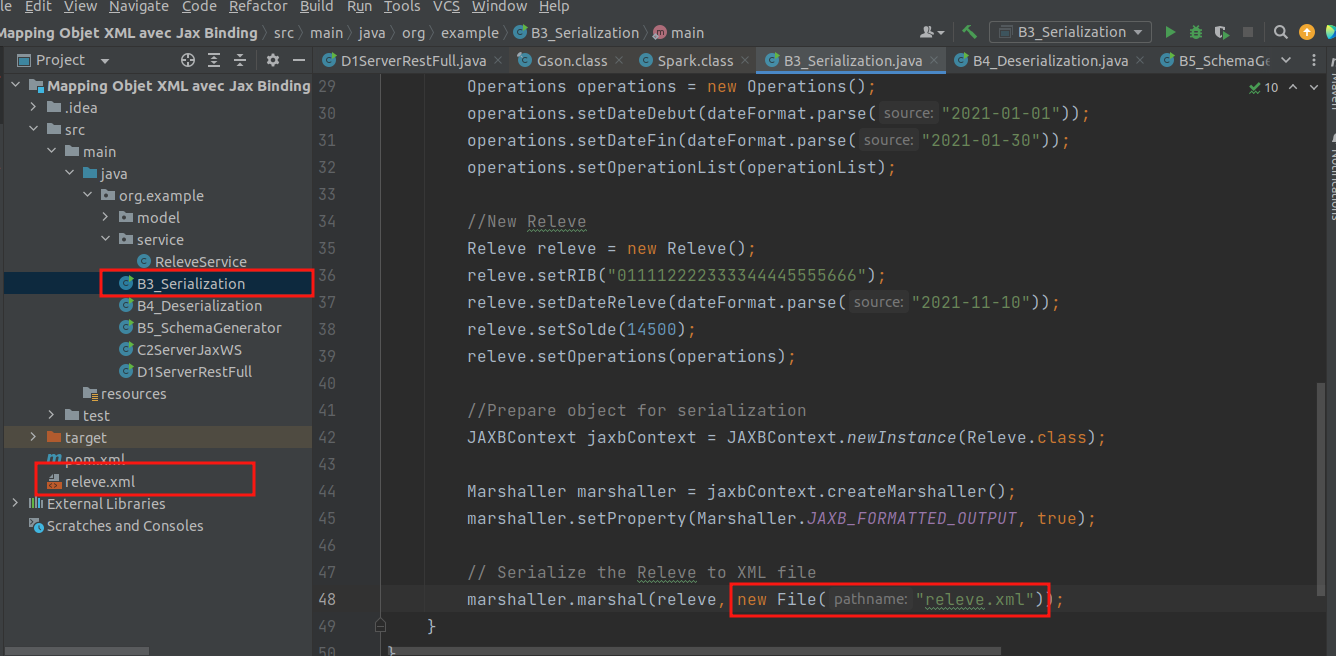 le Edit View Navigate Code Refactor Build Run Tools VCS Window Help
Mapping Objet XML avec Jax Binding src main java org example B3_Serialization main B3_Serialization
Project D1ServerRestFull.java Gson.class Spark.class B3_Serialization.java B4_Deserialization.java B5_SchemaGe
Mapping Objet XML avec Jax Binding
.idea
src
main
java
org.example
model
service
ReleveService
B3_Serialization
B4_Deserialization
B5_SchemaGenerator
C2ServerJaxWS
D1ServerRestFull
resources
test
target
pom.xml
releve.xml
External Libraries
Scratches and Consoles
29 Operations operations = new Operations(); 10
30 operations.setDateDebut(dateFormat.parse( source: "2021-01-01"));
31 operations.setDateFin(dateFormat.parse( source: "2021-01-30"));
32 operations.setOperationList(operationList);
33
34 //New Releve
35 Releve releve = new Releve();
36 releve.setRIB("0111122223333444445555666");
37 releve.setDateReleve(dateFormat.parse( source: "2021-11-10"));
38 releve.setSolde(14500);
39 releve.setOperations(operations);
40
41 //Prepare object for serialization
42 JAXBContext jaxbContext = JAXBContext.newInstance(Releve.class);
43
44 Marshaller marshaller = jaxbContext.createMarshaller();
45 marshaller.setProperty(Marshaller.JAXB_FORMATTED_OUTPUT, true);
46
47 // Serialize the Releve to XML file
48 marshaller.marshal(releve, new File( pathname: "releve.xml"));
49 }
50 }